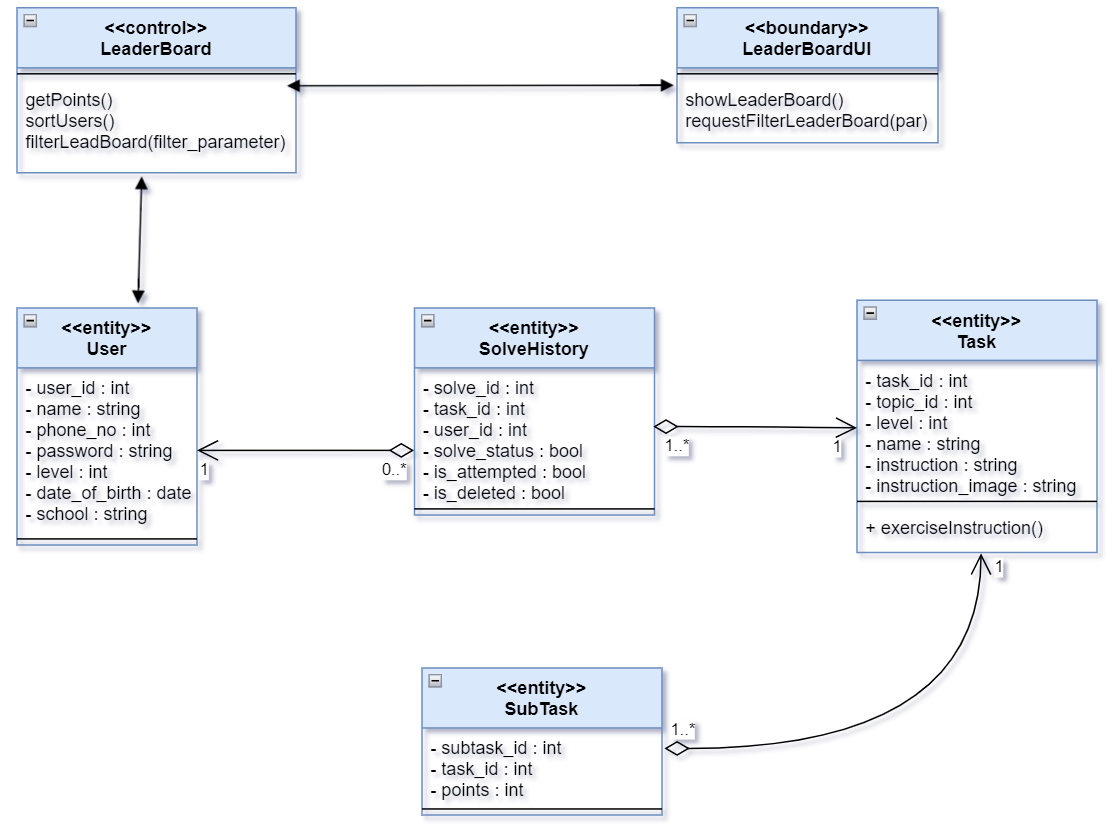 <<control>>
LeaderBoard
getPoints()
sortUsers()
filterLeadBoard(filter_parameter)
<<boundary>>
LeaderBoardUI
showLeaderBoard()
requestFilterLeaderBoard(par)
<<entity>>
User
- user_id : int
- name : string
- phone_no : int
- password : string
- level : int
- date_of_birth : date
- school : string
1
0..*
<<entity>>
SolveHistory
- solve_id : int
- task_id : int
- user_id : int
- solve_status : bool
- is_attempted : bool
- is_deleted : bool
1..*
1
<<entity>>
Task
- task_id : int
- topic_id : int
- level : int
- name : string
- instruction : string
- instruction_image : string
+ exerciseInstruction()
1
<<entity>>
SubTask
- subtask_id : int
- task_id : int
- points : int
1..*